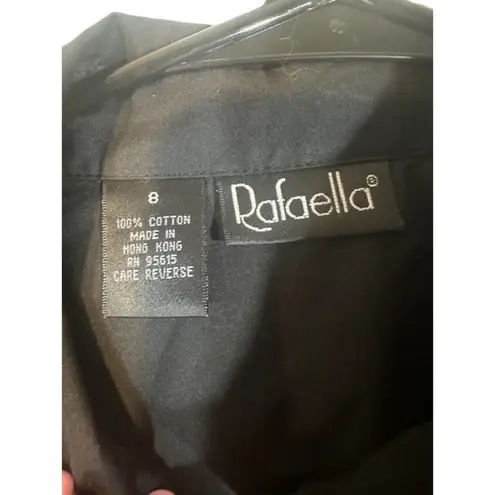 8
100% COTTON
MADE IN
HONG KONG
RN 95615
CARE REVERSE
Rafaella®